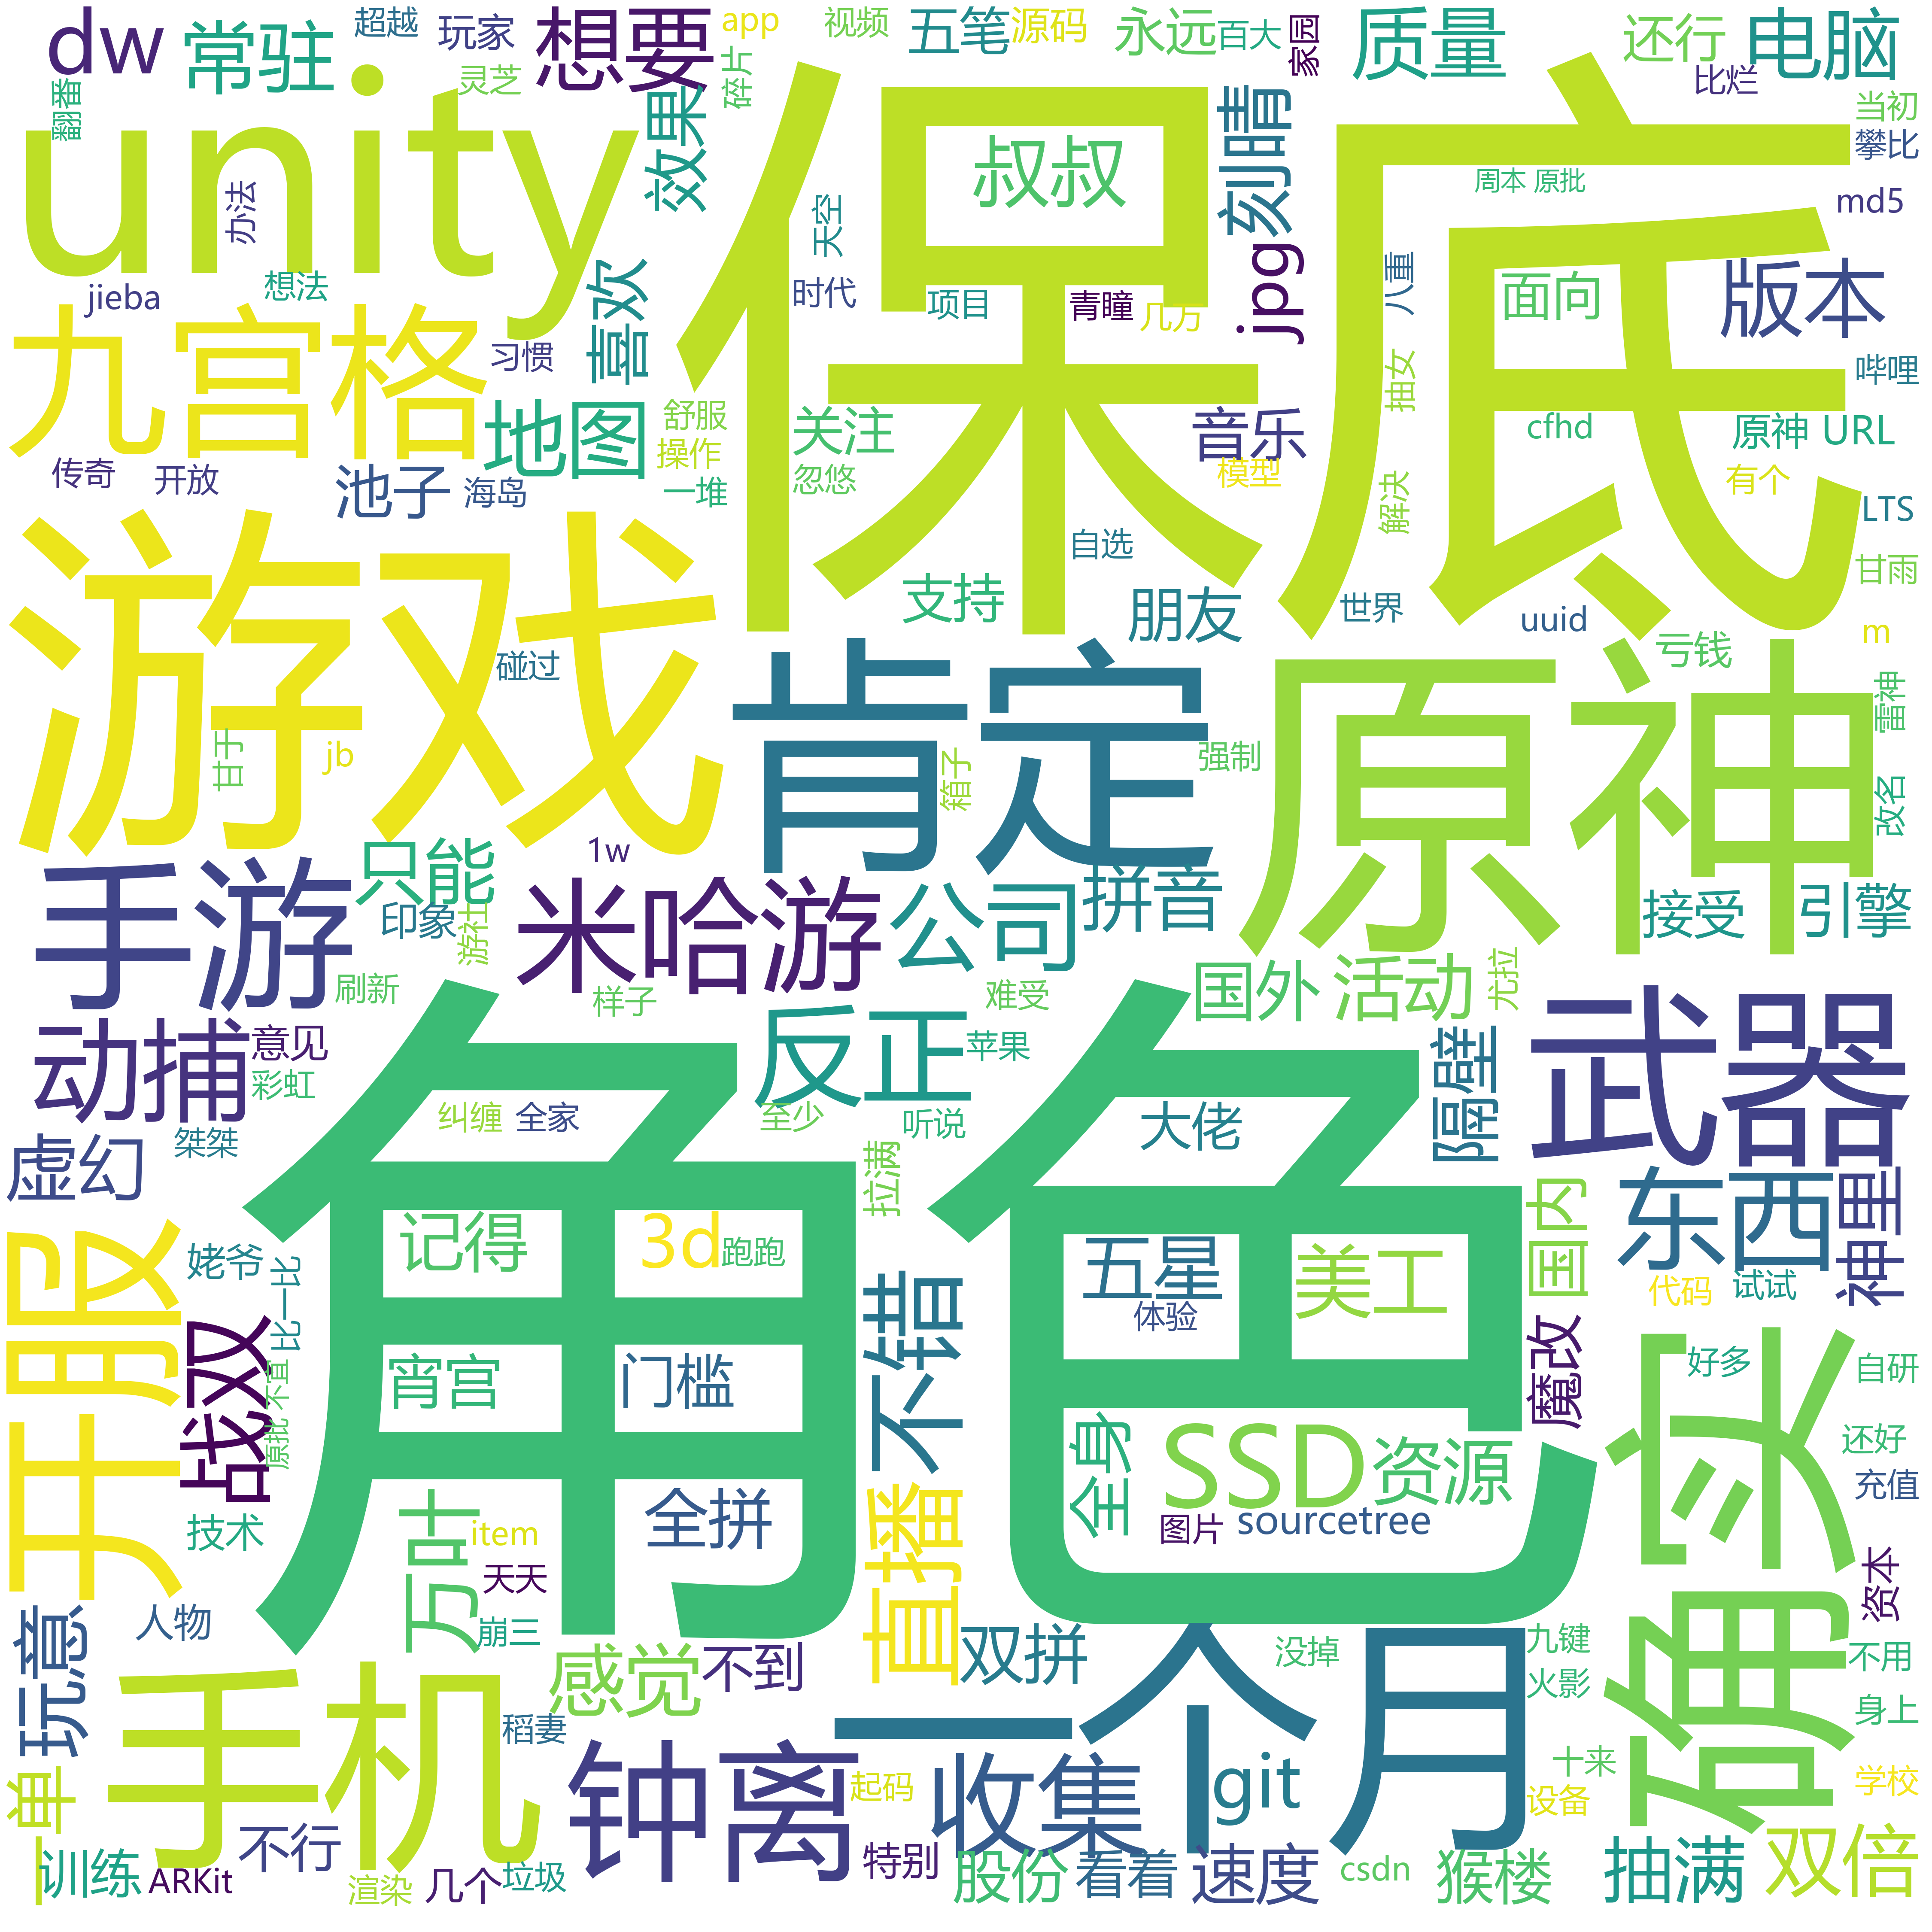 dw
常驻
超越
玩家
想要
app
视频
五笔
源码
永远
百大
家园
质量
还行
电脑
翻番
unity
灵芝
效果
碎片
刻晴
比烂
当初
攀比
保底
叔叔
周本
原批
md5
办法
天空
想法
jieba
喜欢
时代
项目
青瞳
几万
jpg
八重
面向
版本
九宫格
习惯
地图
舒服
操作
一堆
关注
忽悠
音乐
模型
抽女
cfhd
原神
URL
哔哩
有个
传奇
开放
池子
海岛
解决
LTS
游戏
自选
支持
朋友
世界
uuid
甘雨
m
碰过
肯定
原神
亏钱
雷神
甘于
jb
箱子
强制
改名
手游
只能
1w
印象
游社
米哈游
公司
拼音
接受
引擎
刷新
样子
难受
国外
活动
尤拉
武器
动捕
意见
彩虹
反正
苹果
隔壁
虚幻
桀桀
角色
纠缠
全家
至少
听说
大佬
拉满
东西
神里
国内
姥爷
比一比
记得
3d
跑跑
五星
体验
美工
代码
试试
开服
战双
不宜
原批
宵宫
门槛
不错
魔改
确实
好多
自研
还好
充值
技术
万叶
item
天天
崩三
全拼
直播
全身
SSD
资源
图片
sourcetree
资本
玩意
人物
感觉
不到
双拼
一个月
没掉
九键
火影
不用
身上
手机
稻妻
钟离
起码
收集
git
十来
设备
学校
一单
训练
ARKit
不行
渲染
几个
垃圾
特别
股份
看着
速度
csdn
猴楼
抽满
双倍